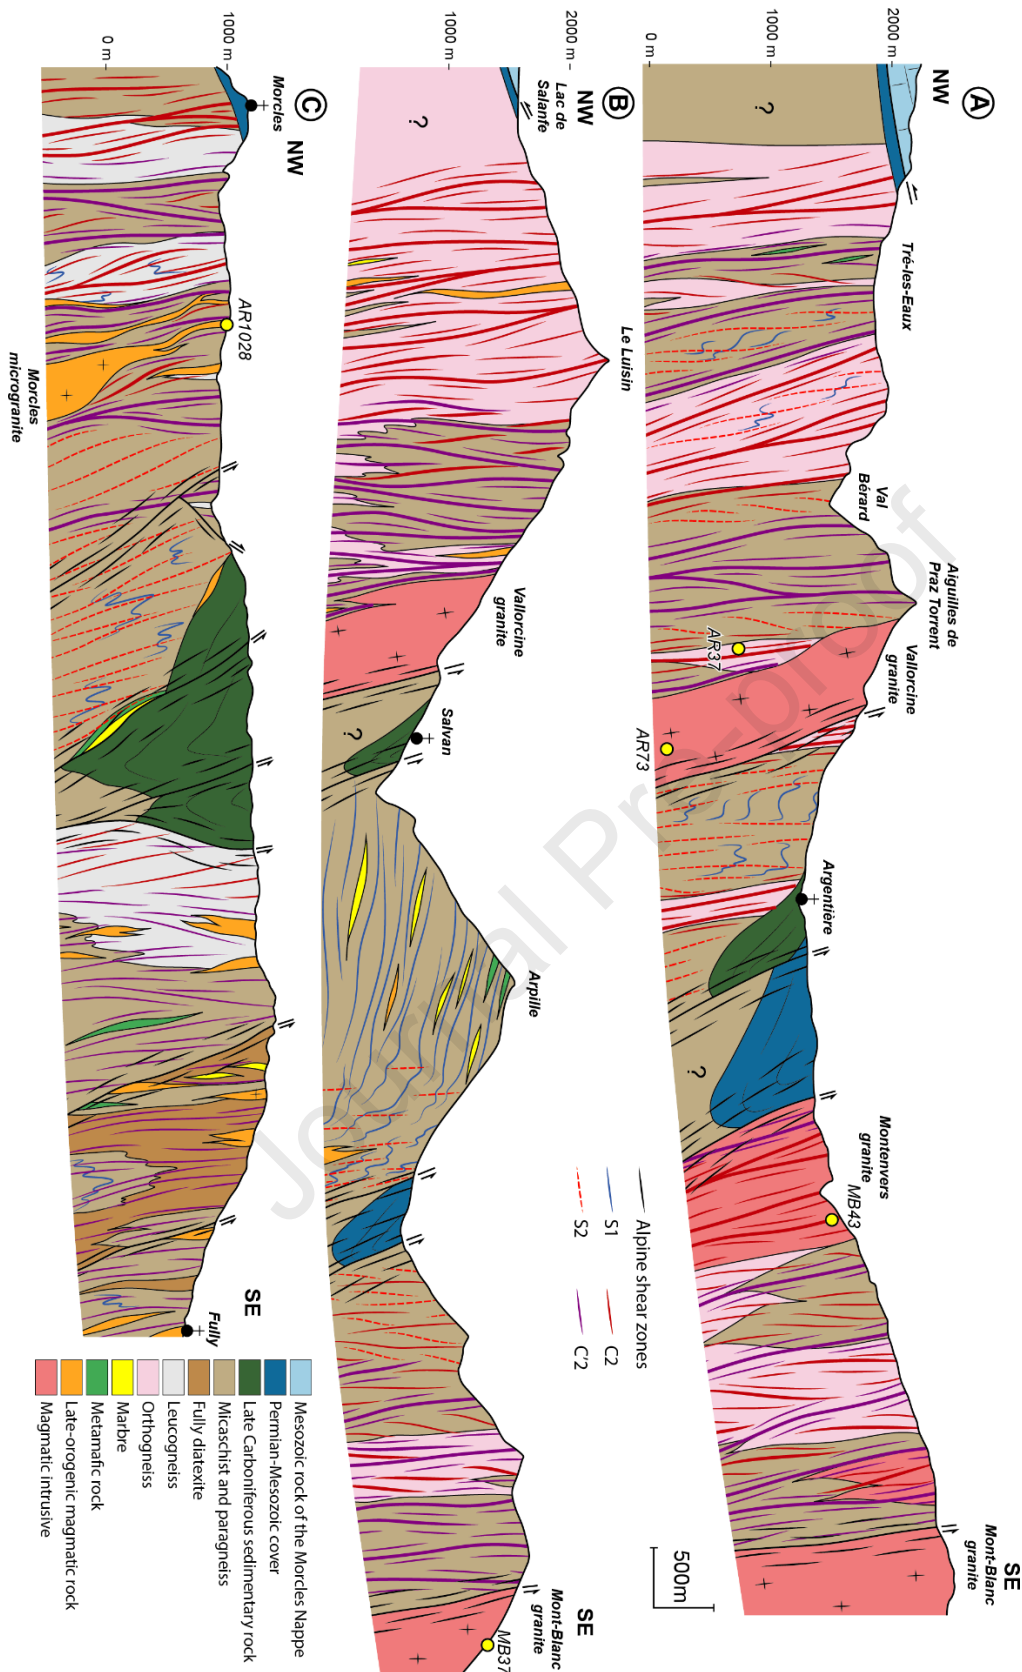 A
NW
SE
0 m
1000 m
2000 m
?
Tré-les-Eaux
Val
Bérard
Aiguilles de
Praz Torrent
Vallorcine
granite
AR37
AR73
Argentière
?
Montenvers
granite
MB43
Mont-Blanc
granite
500m
B
NW
SE
1000 m
2000 m
Lac de
Salanfe
?
Le Luisin
Vallorcine
granite
Salvan
?
Arpille
Mont-Blanc
granite
MB37
Alpine shear zones
S1
C2
S2
C'2
C
NW
SE
0 m
1000 m
Morcles
AR1028
Morcles
microgranite
Fully
Mesozoic rock of the Morcles Nappe
Permian-Mesozoic cover
Late Carboniferous sedimentary rock
Micaschist and paragneiss
Fully diatexite
Leucogneiss
Orthogneiss
Marbre
Metamafic rock
Late-orogenic magmatic rock
Magmatic intrusive
Journal Pre-proof